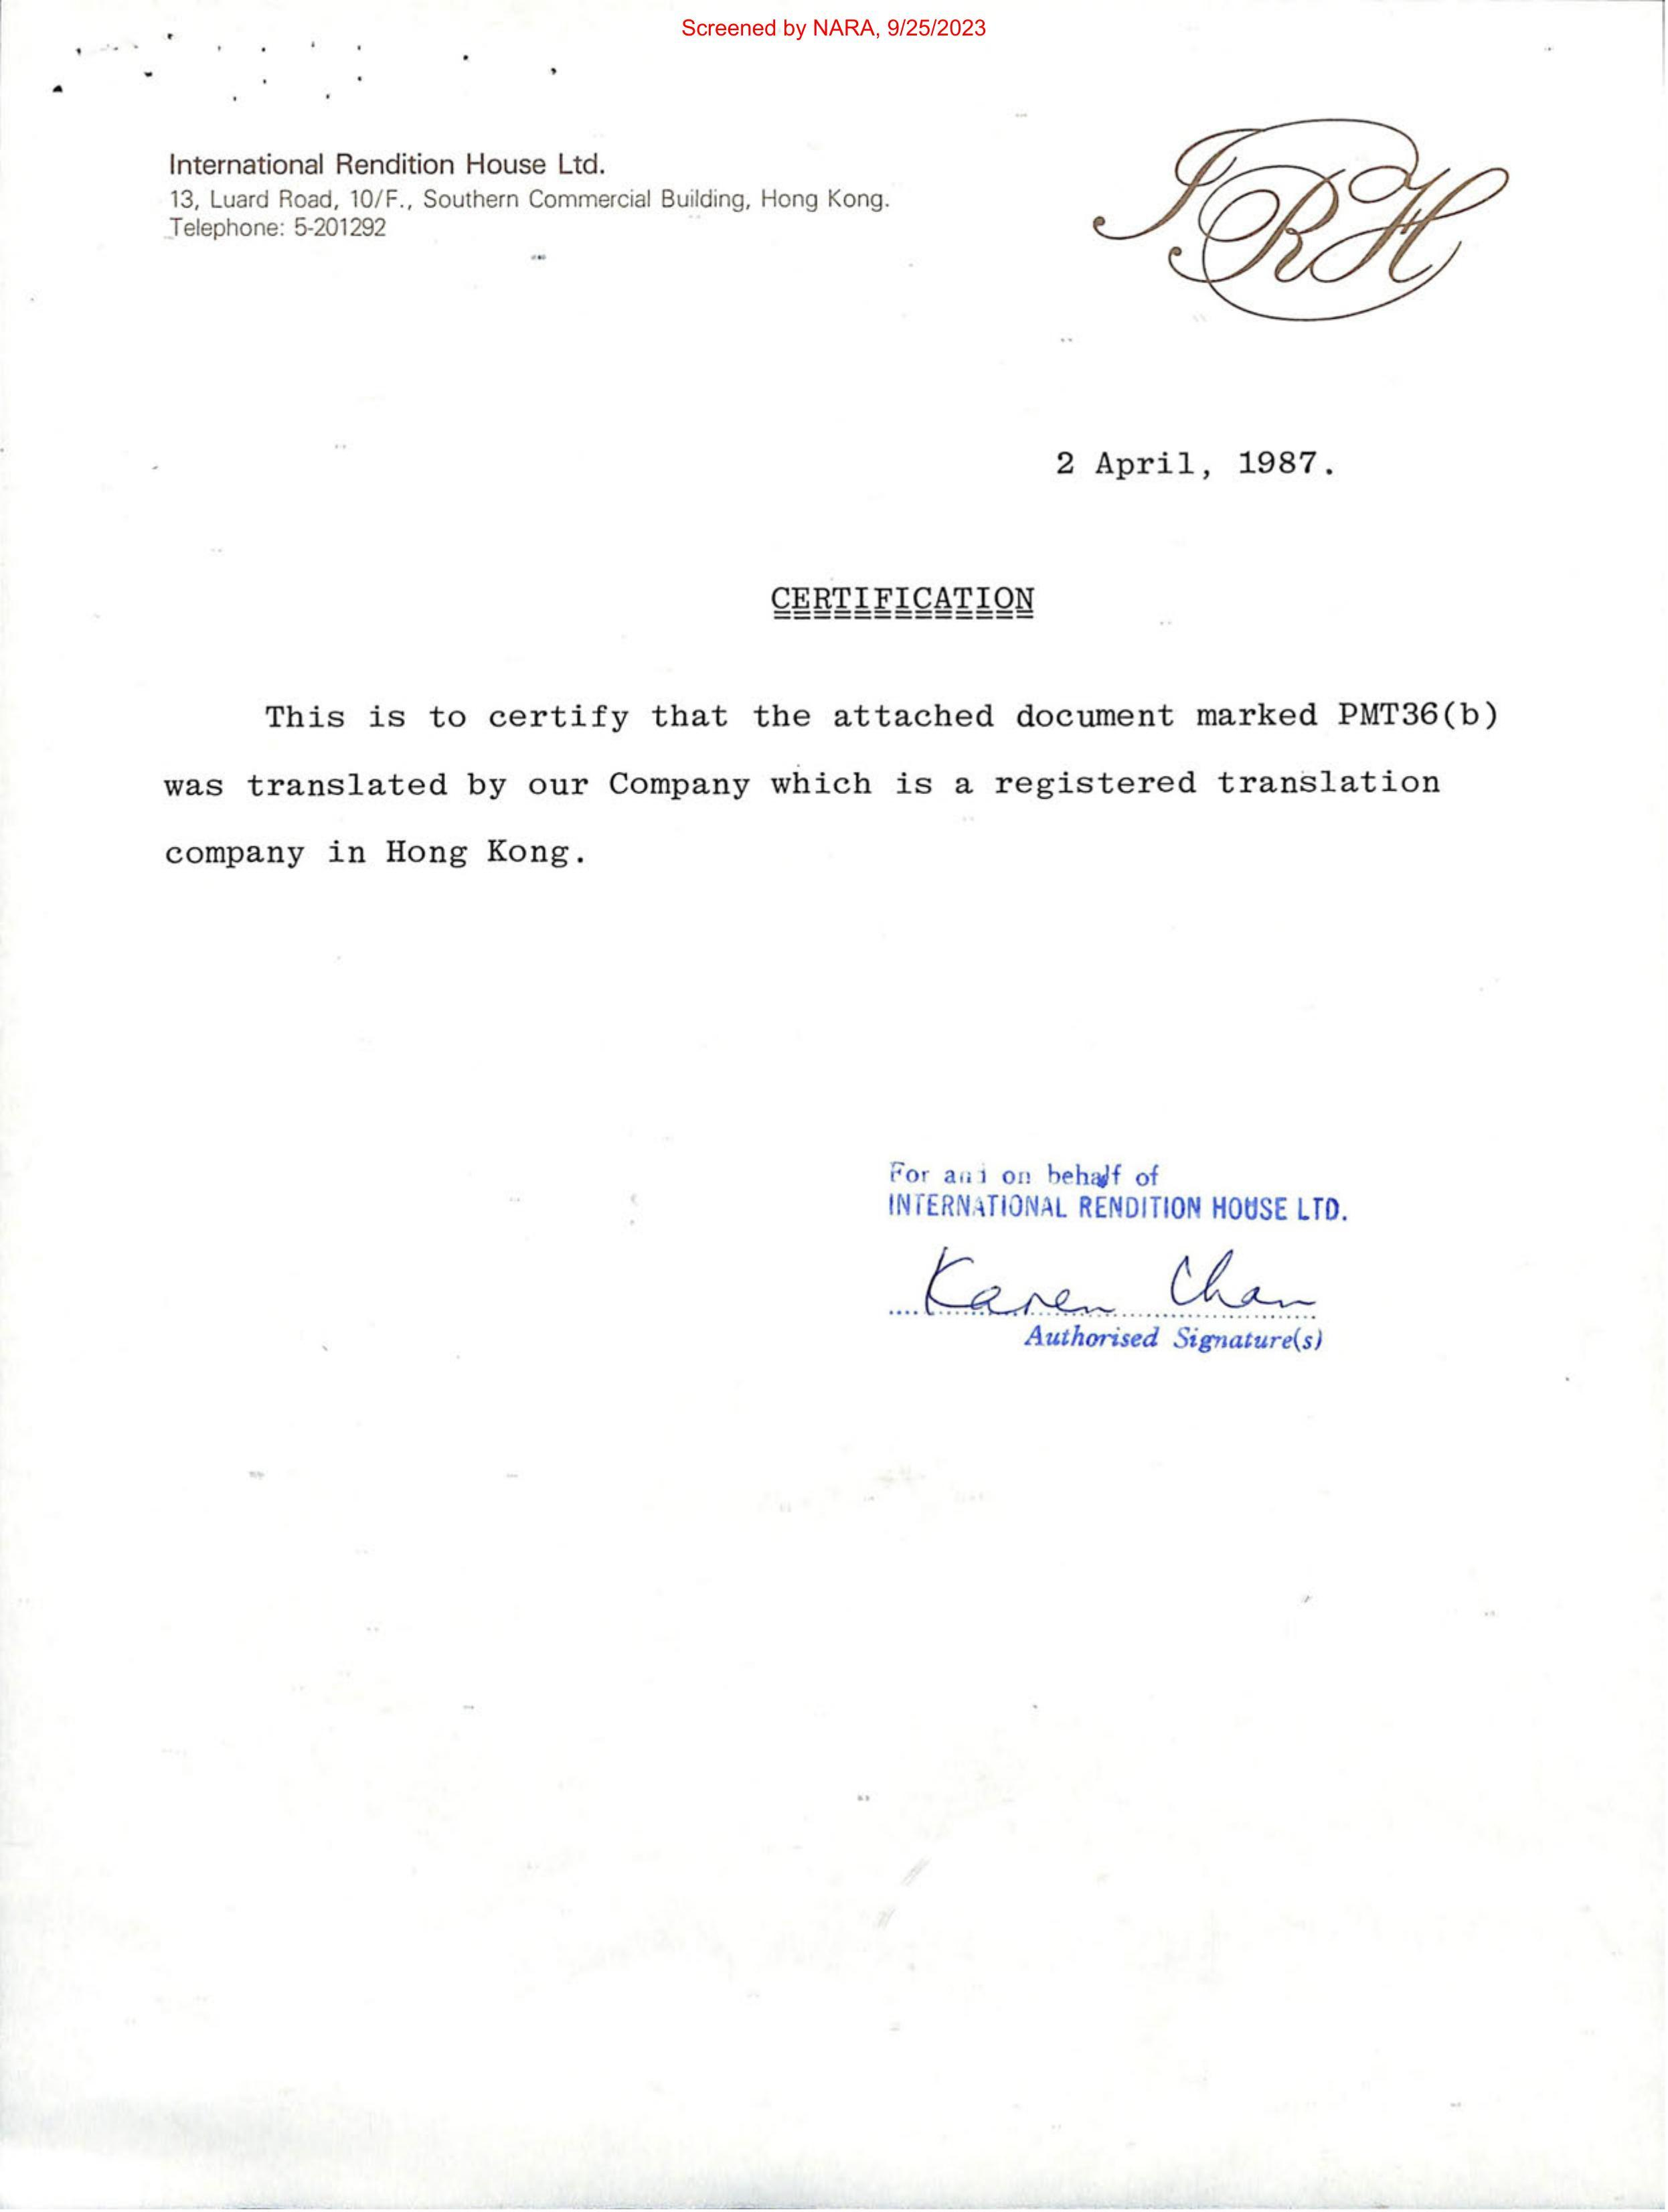 Screened by NARA, 9/25/2023
International Rendition House Ltd.
13, Luard Road, 10/F., Southern Commercial Building, Hong Kong.
Telephone: 5-201292
IRH
2 April, 1987.
CERTIFICATION
This is to certify that the attached document marked PMT36(b)
was translated by our Company which is a registered translation
company in Hong Kong.
For and on behalf of
INTERNATIONAL RENDITION HOUSE LTD.
Karen Chan
Authorised Signature(s)